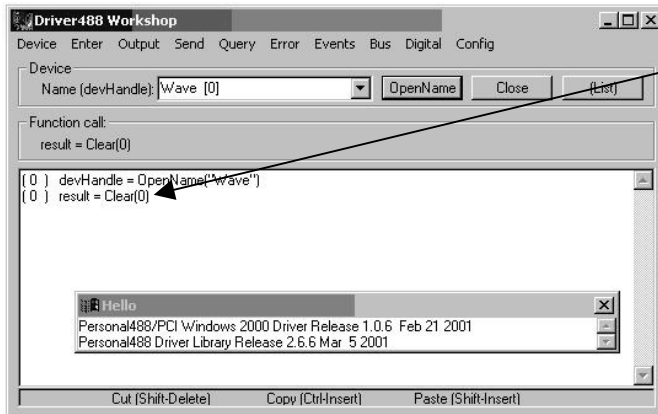 Driver488 Workshop
Device Enter Output Send Query Error Events Bus Digital Config
Device
Name (devHandle): Wave [0] OpenName Close (List)
Function call:
result = Clear(0)
( 0 ) devHandle = OpenName("Wave")
( 0 ) result = Clear(0)
Hello
Personal488/PCI Windows 2000 Driver Release 1.0.6 Feb 21 2001
Personal488 Driver Library Release 2.6.6 Mar 5 2001
Cut (Shift-Delete) Copy (Ctrl-Insert) Paste (Shift-Insert)